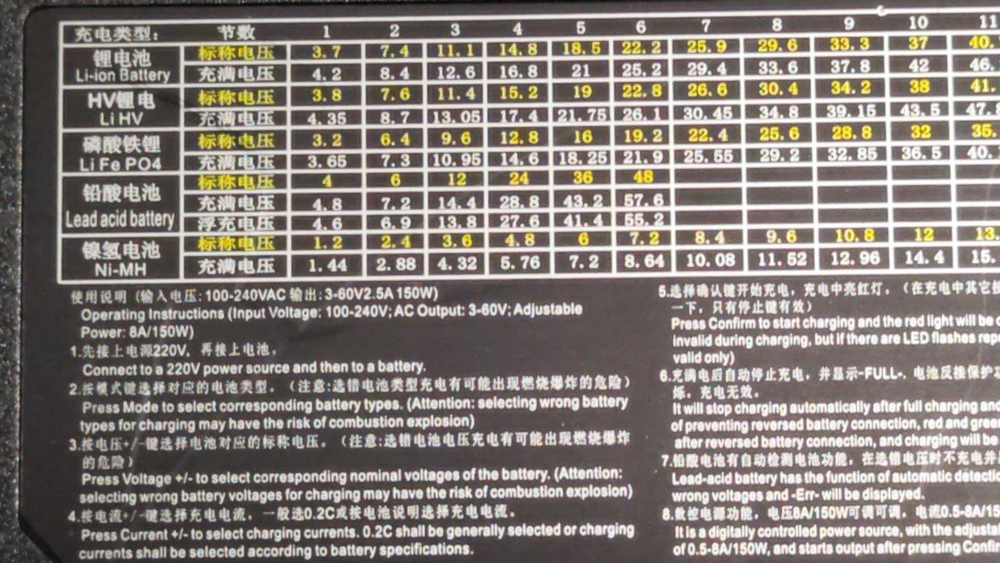 充电类型: 节数 1 2 3 4 5 6 7 8 9 10 11
锂电池 标称电压 3.7 7.4 11.1 14.8 18.5 22.2 25.9 29.6 33.3 37 40.
Li-ion Battery 充满电压 4.2 8.4 12.6 16.8 21 25.2 29.4 33.6 37.8 42 46.
HV锂电 标称电压 3.8 7.6 11.4 15.2 19 22.8 26.6 30.4 34.2 38 41.
Li HV 充满电压 4.35 8.7 13.05 17.4 21.75 26.1 30.45 34.8 39.15 43.5 47.
磷酸铁锂 标称电压 3.2 6.4 9.6 12.8 16 19.2 22.4 25.6 28.8 32 35.
Li Fe PO4 充满电压 3.65 7.3 10.95 14.6 18.25 21.9 25.55 29.2 32.85 36.5 40.
铅酸电池 标称电压 4 6 12 24 36 48
充满电压 4.8 7.2 14.4 28.8 43.2 57.6
Lead acid battery 浮充电压 4.6 6.9 13.8 27.6 41.4 55.2
镍氢电池 标称电压 1.2 2.4 3.6 4.8 6 7.2 8.4 9.6 10.8 12 13.
Ni-MH 充满电压 1.44 2.88 4.32 5.76 7.2 8.64 10.08 11.52 12.96 14.4 15.
使用说明 (输入电压: 100-240VAC 输出: 3-60V2.5A 150W)
Operating Instructions (Input Voltage: 100-240V; AC Output: 3-60V; Adjustable
Power: 8A/150W)
1.先接上电源220V, 再接上电池。
Connect to a 220V power source and then to a battery.
2.按模式键选择对应的电池类型。(注意:选错电池类型充电有可能出现燃烧爆炸的危险)
Press Mode to select corresponding battery types. (Attention: selecting wrong battery
types for charging may have the risk of combustion explosion)
3.按电压+/-键选择电池对应的标称电压。(注意:选错电池电压充电有可能出现燃烧爆炸
的危险)
Press Voltage +/- to select corresponding nominal voltages of the battery. (Attention:
selecting wrong battery voltages for charging may have the risk of combustion explosion)
4.按电流+/-键选择充电电流, 一般选0.2C或按电池说明选择充电电流。
Press Current +/- to select charging currents. 0.2C shall be generally selected or charging
currents shall be selected according to battery specifications.
5.选择确认键开始充电, 充电中亮红灯。(在充电中其它按
一下, 只有停止键有效)
Press Confirm to start charging and the red light will be
invalid during charging, but if there are LED flashes
valid only)
6.充满电后自动停止充电, 并显示-FULL-. 电池反接保护
烁, 充电无效。
It will stop charging automatically after full charging and
of preventing reversed battery connection, red and
after reversed battery connection, and charging will be
7.铅酸电池有自动检测电池功能, 在选错电压时不充电并
Lead-acid battery has the function of automatic
wrong voltages and -Err- will be displayed.
8.数控电源功能, 电压8A/150W可调可调, 电流0.5-8A/15
It is a digitally controlled power source, with the
of 0.5-8A/150W, and starts output after pressing